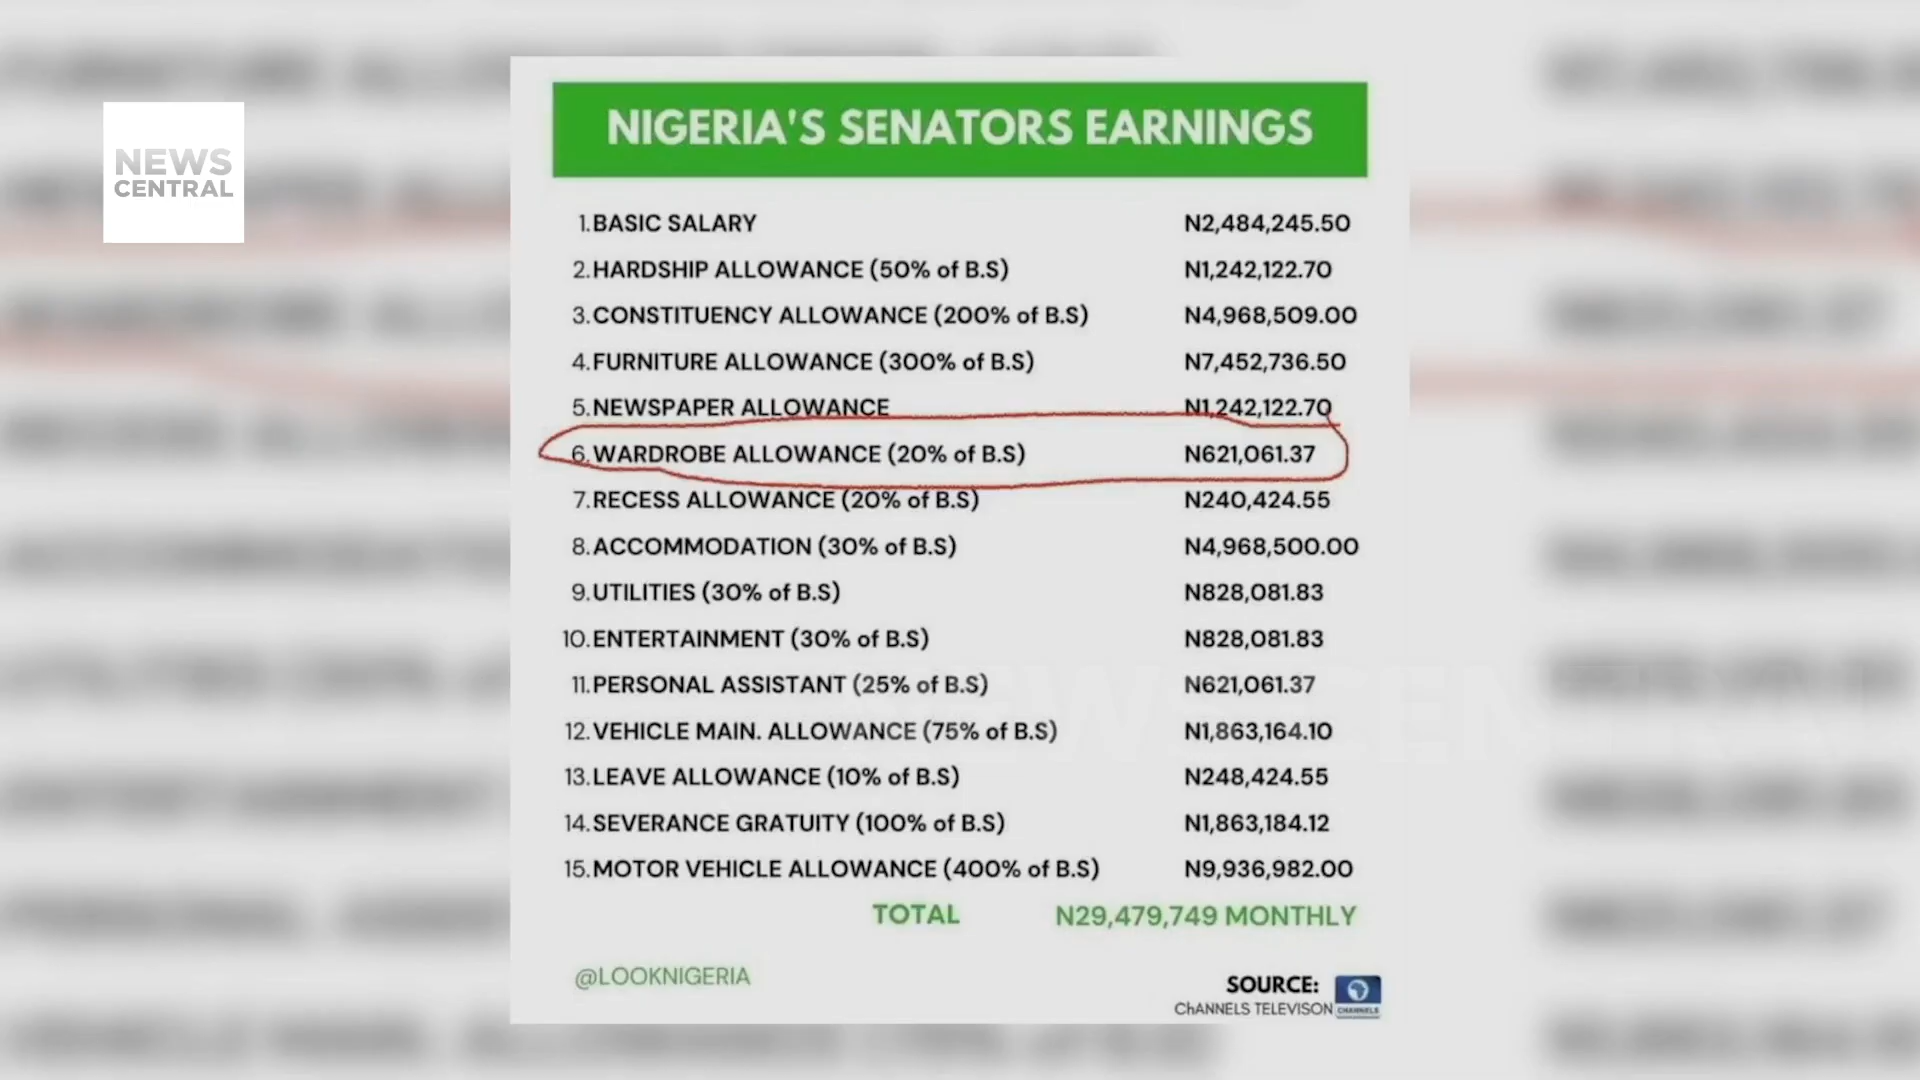 NEWS
CENTRAL
NIGERIA'S SENATORS EARNINGS
1. BASIC SALARY N2,484,245.50
2. HARDSHIP ALLOWANCE (50% of B.S) N1,242,122.70
3. CONSTITUENCY ALLOWANCE (200% of B.S) N4,968,509.00
4. FURNITURE ALLOWANCE (300% of B.S) N7,452,736.50
5. NEWSPAPER ALLOWANCE N1,242,122.70
6. WARDROBE ALLOWANCE (20% of B.S) N621,061.37
7. RECESS ALLOWANCE (20% of B.S) N240,424.55
8. ACCOMMODATION (30% of B.S) N4,968,500.00
9. UTILITIES (30% of B.S) N828,081.83
10. ENTERTAINMENT (30% of B.S) N828,081.83
11. PERSONAL ASSISTANT (25% of B.S) N621,061.37
12. VEHICLE MAIN. ALLOWANCE (75% of B.S) N1,863,164.10
13. LEAVE ALLOWANCE (10% of B.S) N248,424.55
14. SEVERANCE GRATUITY (100% of B.S) N1,863,184.12
15. MOTOR VEHICLE ALLOWANCE (400% of B.S) N9,936,982.00
TOTAL N29,479,749 MONTHLY
@LOOKNIGERIA
SOURCE:
ChANNELS TELEVISON
CHANNELS
NEWS CENTRAL